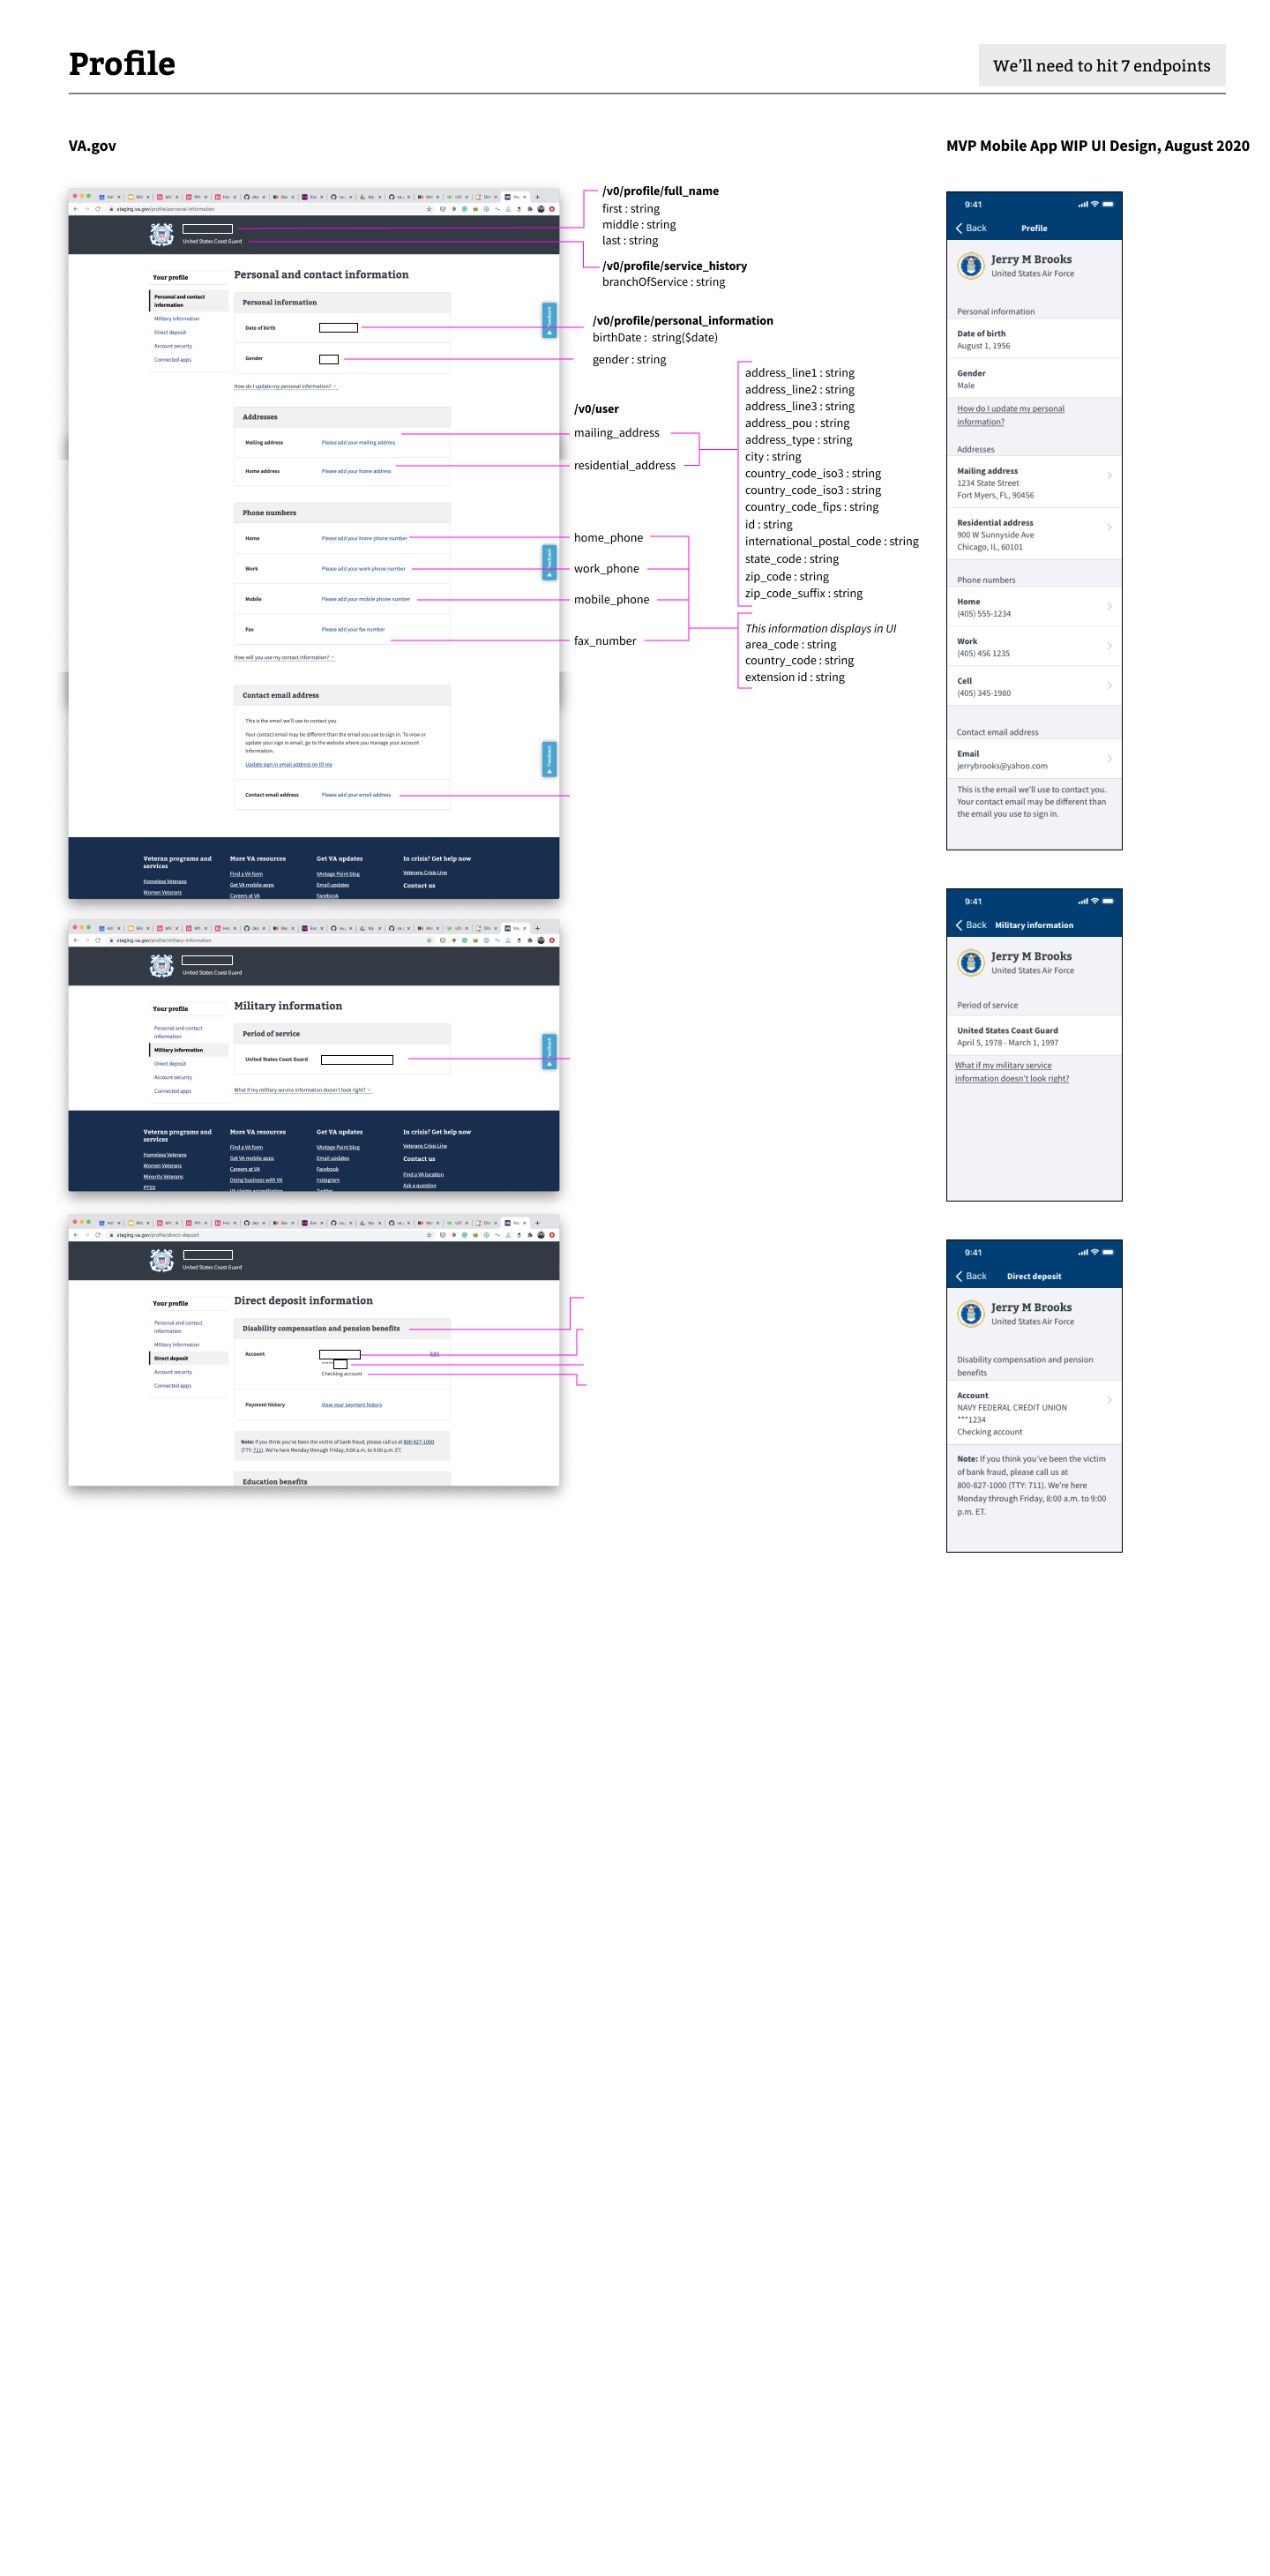 Profile
We'll need to hit 7 endpoints
VA.gov
MVP Mobile App WIP UI Design, August 2020
staging.va.gov/profile/personal-information
United States Coast Guard
Your profile
Personal and contact
information
Military information
Direct deposit
Account security
Connected apps
Personal and contact information
Personal information
Date of birth
Gender
How do I update my personal information?
Addresses
Mailing address
Please add your mailing address
Home address
Please add your home address
Phone numbers
Home
Please add your home phone number
Work
Please add your work phone number
Mobile
Please add your mobile phone number
Fax
Please add your fax number
How will you use my contact information?
Contact email address
This is the email we'll use to contact you.
Your contact email may be different than the email you use to sign in. To view or
update your sign in email, go to the website where you manage your account
information.
Update sign in email address on ID.me
Contact email address
Please add your email address
Feedback
Feedback
Feedback
Veteran programs and
services
Homeless Veterans
Women Veterans
More VA resources
Find a VA form
Get VA mobile apps
Careers at VA
Get VA updates
VAntage Point blog
Email updates
Facebook
In crisis? Get help now
Veterans Crisis Line
Contact us
/v0/profile/full_name
first : string
middle : string
last : string
/v0/profile/service_history
branchOfService : string
/v0/profile/personal_information
birthDate : string($date)
gender : string
/v0/user
mailing_address
residential_address
home_phone
work_phone
mobile_phone
fax_number
address_line1 : string
address_line2 : string
address_line3 : string
address_pou : string
address_type : string
city : string
country_code_iso3 : string
country_code_iso3 : string
country_code_fips : string
id : string
international_postal_code : string
state_code : string
zip_code : string
zip_code_suffix : string
This information displays in UI
area_code : string
country_code : string
extension id : string
9:41
Back
Profile
Jerry M Brooks
United States Air Force
Personal information
Date of birth
August 1, 1956
Gender
Male
How do I update my personal
information?
Addresses
Mailing address
1234 State Street
Fort Myers, FL, 90456
Residential address
900 W Sunnyside Ave
Chicago, IL, 60101
Phone numbers
Home
(405) 555-1234
Work
(405) 456 1235
Cell
(405) 345-1980
Contact email address
Email
jerrybrooks@yahoo.com
This is the email we'll use to contact you.
Your contact email may be different than
the email you use to sign in.
staging.va.gov/profile/military-information
United States Coast Guard
Your profile
Personal and contact
information
Military information
Direct deposit
Account security
Connected apps
Military information
Period of service
United States Coast Guard
What if my military service information doesn't look right?
Feedback
Veteran programs and
services
Homeless Veterans
Women Veterans
Minority Veterans
PTSD
More VA resources
Find a VA form
Get VA mobile apps
Careers at VA
Doing business with VA
VA claims accreditation
Get VA updates
VAntage Point blog
Email updates
Facebook
Instagram
Twitter
In crisis? Get help now
Veterans Crisis Line
Contact us
Find a VA location
Ask a question
9:41
Back
Military information
Jerry M Brooks
United States Air Force
Period of service
United States Coast Guard
April 5, 1978 - March 1, 1997
What if my military service
information doesn't look right?
staging.va.gov/profile/direct-deposit
United States Coast Guard
Your profile
Personal and contact
information
Military information
Direct deposit
Account security
Connected apps
Direct deposit information
Disability compensation and pension benefits
Account
Edit
Checking account
Payment history
View your payment history
Note: If you think you've been the victim of bank fraud, please call us at 800-827-1000
(TTY: 711). We're here Monday through Friday, 8:00 a.m. to 9:00 p.m. ET.
Education benefits
9:41
Back
Direct deposit
Jerry M Brooks
United States Air Force
Disability compensation and pension
benefits
Account
NAVY FEDERAL CREDIT UNION
***1234
Checking account
Note: If you think you've been the victim
of bank fraud, please call us at
800-827-1000 (TTY: 711). We're here
Monday through Friday, 8:00 a.m. to 9:00
p.m. ET.